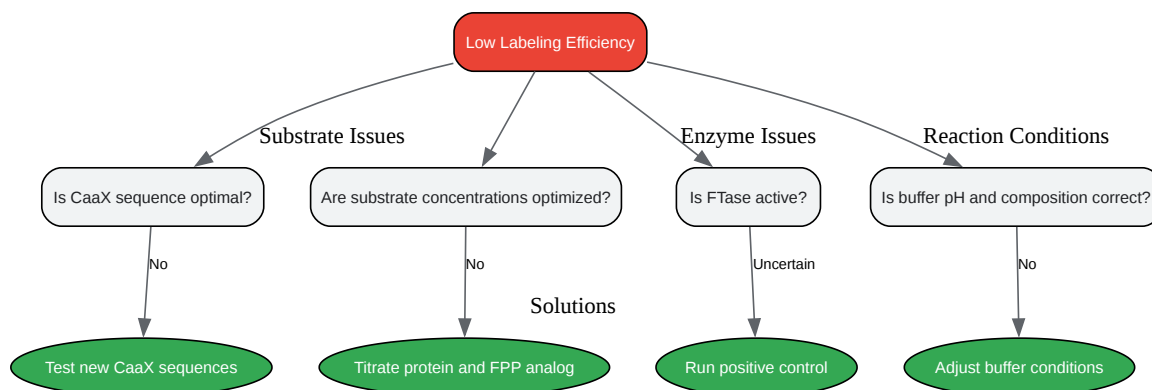 Low Labeling Efficiency
Substrate Issues
Enzyme Issues
Reaction Conditions
Is CaaX sequence optimal?
Are substrate concentrations optimized?
Is FTase active?
Is buffer pH and composition correct?
No
No
Uncertain
No
Solutions
Test new CaaX sequences
Titrate protein and FPP analog
Run positive control
Adjust buffer conditions